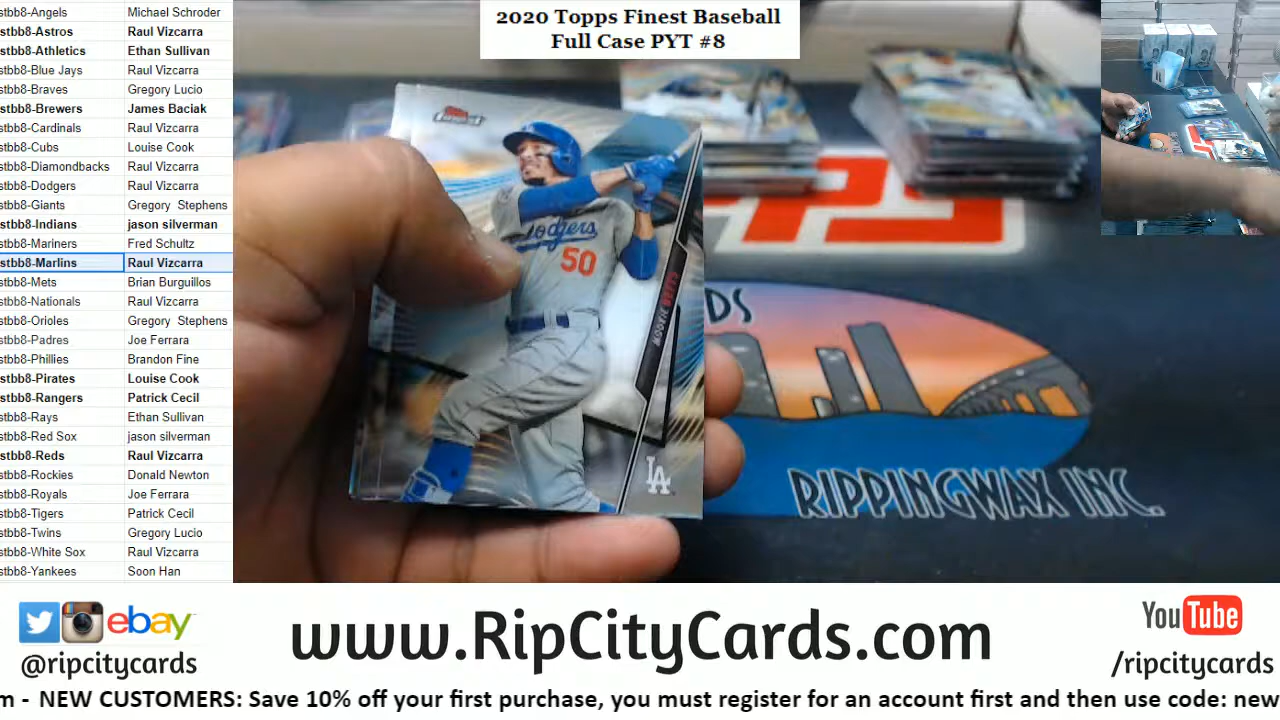 2020 Topps Finest Baseball
Full Case PYT #8
stbb8-Angels Michael Schroder
stbb8-Astros Raul Vizcarra
stbb8-Athletics Ethan Sullivan
stbb8-Blue Jays Raul Vizcarra
stbb8-Braves Gregory Lucio
stbb8-Brewers James Baciak
stbb8-Cardinals Raul Vizcarra
stbb8-Cubs Louise Cook
stbb8-Diamondbacks Raul Vizcarra
stbb8-Dodgers Raul Vizcarra
stbb8-Giants Gregory Stephens
stbb8-Indians jason silverman
stbb8-Mariners Fred Schultz
stbb8-Marlins Raul Vizcarra
stbb8-Mets Brian Burguillos
stbb8-Nationals Raul Vizcarra
stbb8-Orioles Gregory Stephens
stbb8-Padres Joe Ferrara
stbb8-Phillies Brandon Fine
stbb8-Pirates Louise Cook
stbb8-Rangers Patrick Cecil
stbb8-Rays Ethan Sullivan
stbb8-Red Sox jason silverman
stbb8-Reds Raul Vizcarra
stbb8-Rockies Donald Newton
stbb8-Royals Joe Ferrara
stbb8-Tigers Patrick Cecil
stbb8-Twins Gregory Lucio
stbb8-White Sox Raul Vizcarra
stbb8-Yankees Soon Han
Finest
Dodgers
50
MOOKIE BETTS
LA
DS
RIPPINGWAX INC.
ebay
@ripcitycards
www.RipCityCards.com
YouTube
/ripcitycards
m - NEW CUSTOMERS: Save 10% off your first purchase, you must register for an account first and then use code: new